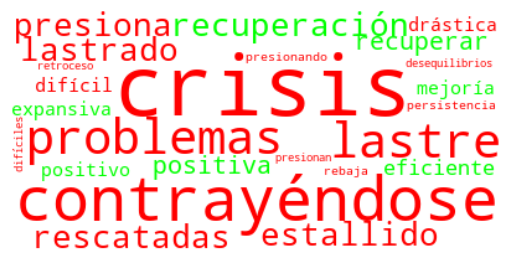 presiona recuperación drástica
lastrado recuperar
retroceso presionando desequilibrios
difícil crisis mejoría
expansiva persistencia
difíciles problemas lastre
positivo positiva presionan rebaja eficiente
contrayéndose
rescatadas estallido